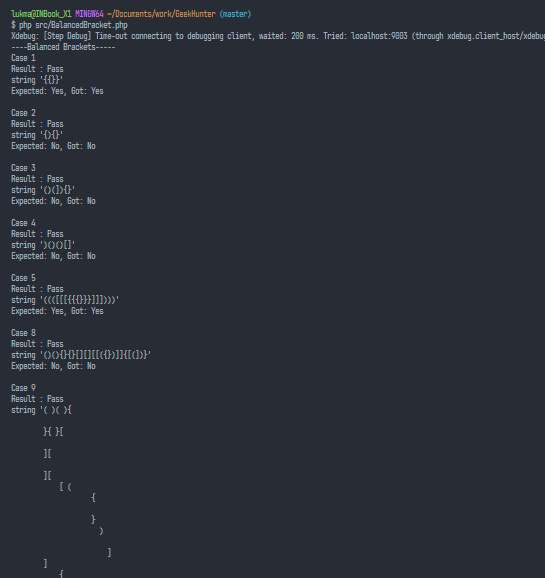 lukma@INBook_X1 MINGW64 ~/Documents/work/GeekHunter (master)
$ php src/BalancedBracket.php
Xdebug: [Step Debug] Time-out connecting to debugging client, waited: 200 ms. Tried: localhost:9003 (through xdebug.client_host/xdebu
----Balanced Brackets-----
Case 1
Result : Pass
string '{{}}'
Expected: Yes, Got: Yes

Case 2
Result : Pass
string '{){}'
Expected: No, Got: No

Case 3
Result : Pass
string '()(]){}'
Expected: No, Got: No

Case 4
Result : Pass
string ')()()[]'
Expected: No, Got: No

Case 5
Result : Pass
string '((([[[{{{}}}]]])))'
Expected: Yes, Got: Yes

Case 8
Result : Pass
string '()(){}{}[][][[({})]]{[(])}'
Expected: No, Got: No

Case 9
Result : Pass
string '( )( ){

        }{ }[

        ][

        ][
            [ (
                    {

                    }
                      )

                        ]
        ]
            {